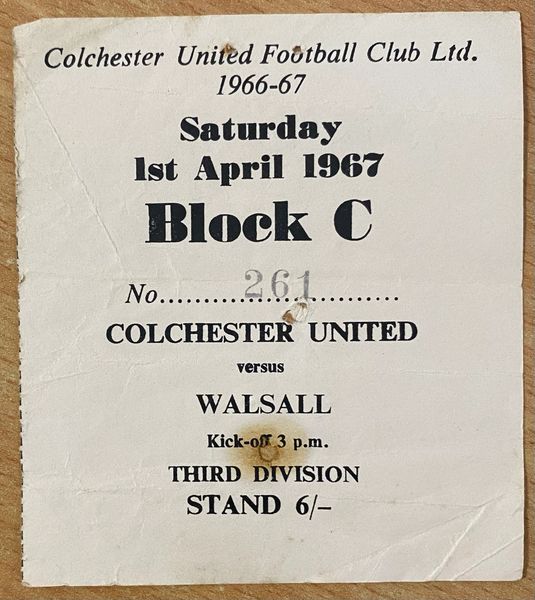 Colchester United Football Club Ltd.
1966-67
Saturday
1st April 1967
Block C
No. 261
COLCHESTER UNITED
versus
WALSALL
Kick-off 3 p.m.
THIRD DIVISION
STAND 6/–